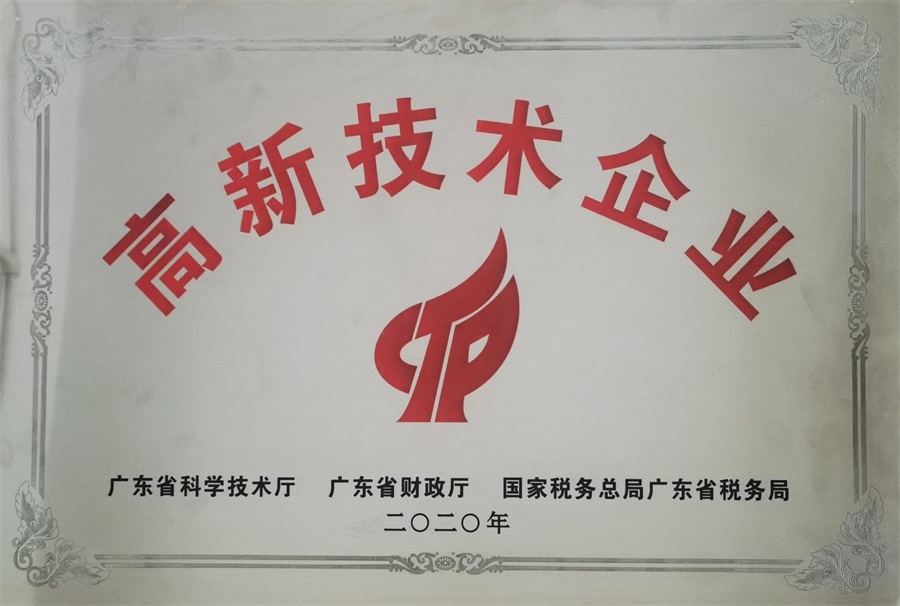 高新技术企业
广东省科学技术厅 广东省财政厅 国家税务总局广东省税务局
二〇二〇年